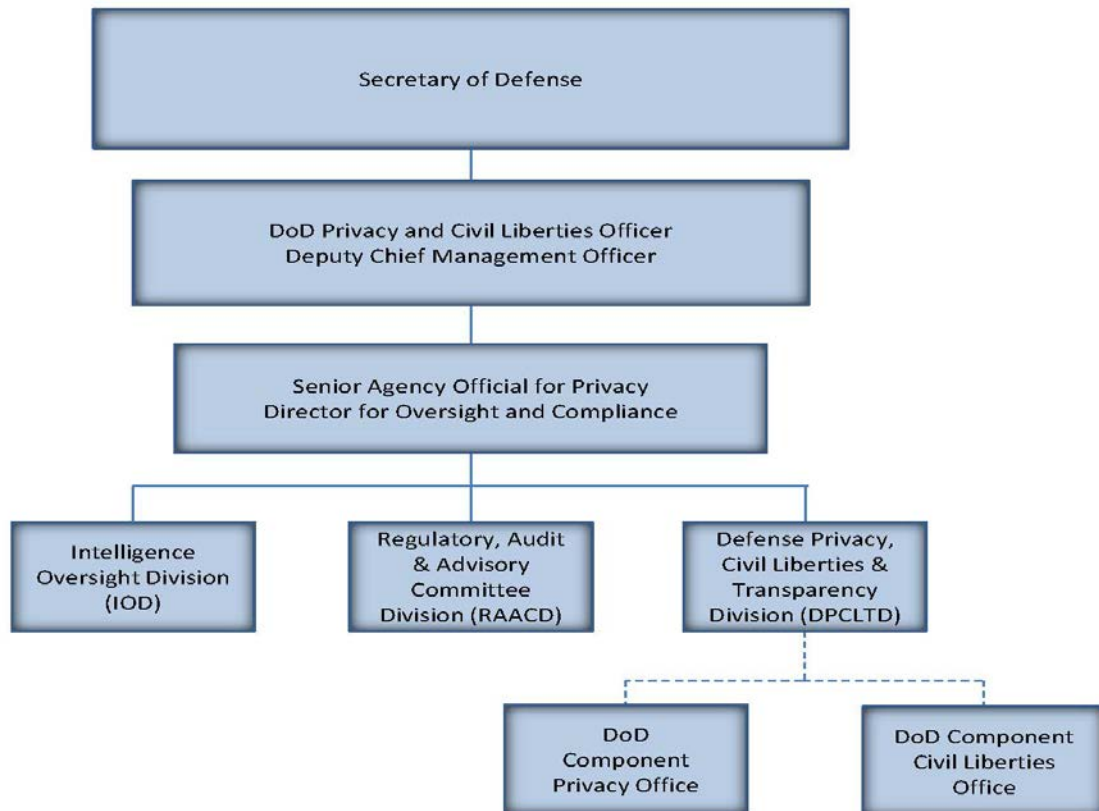 Secretary of Defense
DoD Privacy and Civil Liberties Officer
Deputy Chief Management Officer
Senior Agency Official for Privacy
Director for Oversight and Compliance
Intelligence
Oversight Division
(IOD)
Regulatory, Audit
& Advisory
Committee
Division (RAACD)
Defense Privacy,
Civil Liberties &
Transparency
Division (DPCLTD)
DoD
Component
Privacy Office
DoD Component
Civil Liberties
Office